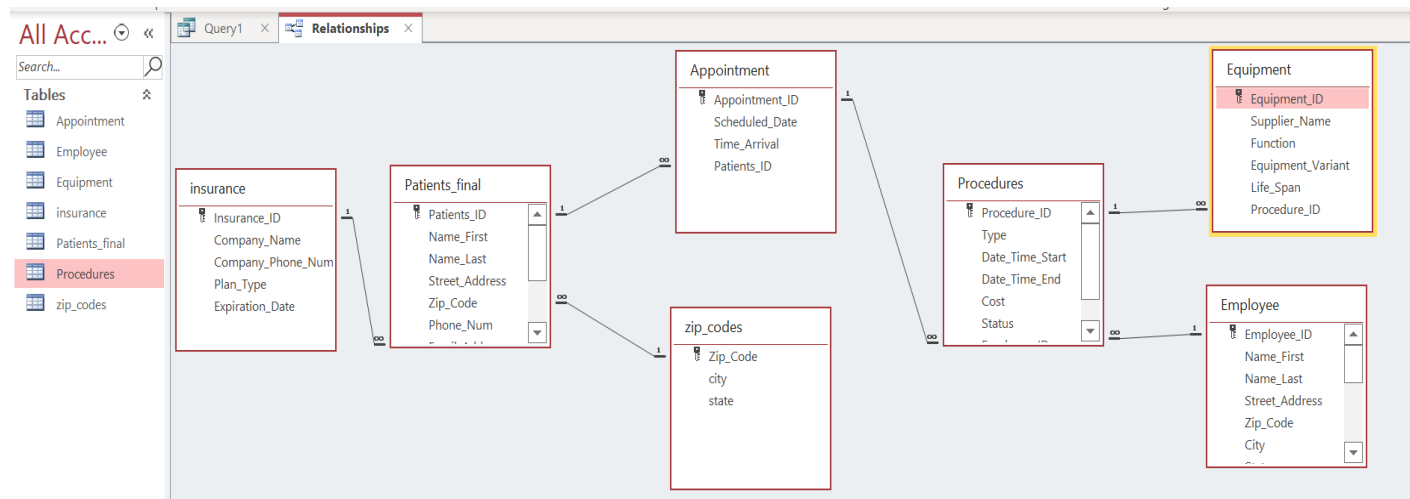 All Acc...
Search...
Tables
Appointment
Employee
Equipment
insurance
Patients_final
Procedures
zip_codes
Query1
Relationships
insurance
Insurance_ID
Company_Name
Company_Phone_Num
Plan_Type
Expiration_Date
1
∞
Patients_final
Patients_ID
Name_First
Name_Last
Street_Address
Zip_Code
Phone_Num
1
∞
∞
1
Appointment
Appointment_ID
Scheduled_Date
Time_Arrival
Patients_ID
zip_codes
Zip_Code
city
state
1
∞
Procedures
Procedure_ID
Type
Date_Time_Start
Date_Time_End
Cost
Status
1
∞
∞
1
Equipment
Equipment_ID
Supplier_Name
Function
Equipment_Variant
Life_Span
Procedure_ID
Employee
Employee_ID
Name_First
Name_Last
Street_Address
Zip_Code
City